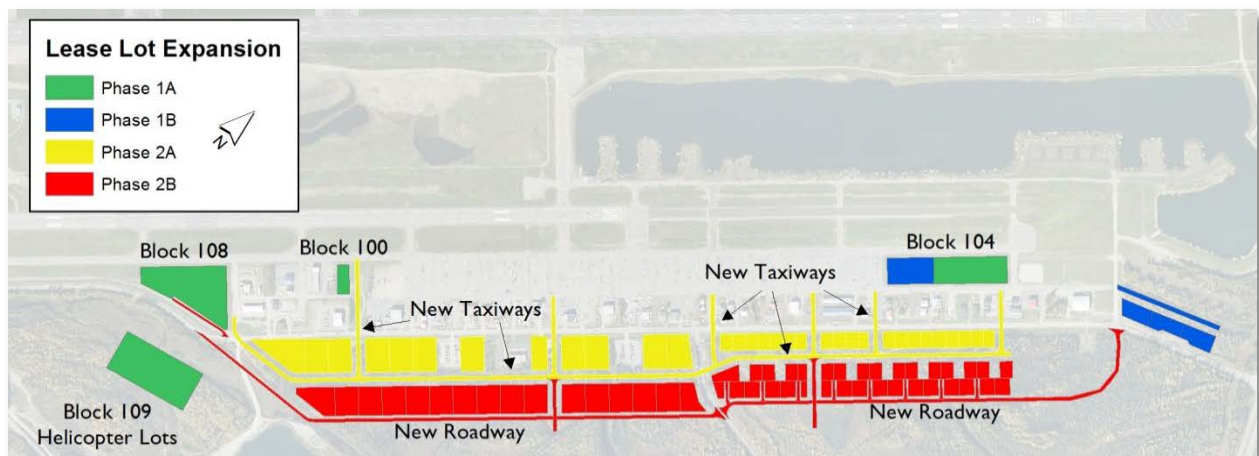 Lease Lot Expansion
Phase 1A
Phase 1B
Phase 2A
Phase 2B
N
Block 108
Block 100
Block 104
New Taxiways
New Taxiways
Block 109
Helicopter Lots
New Roadway
New Roadway